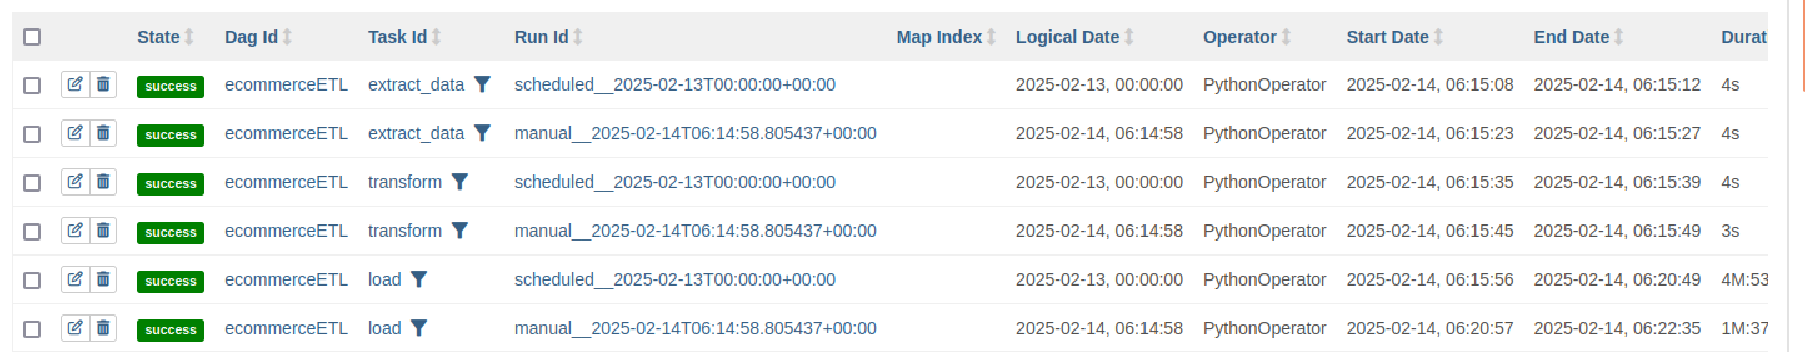 State Dag Id Task Id Run Id Map Index Logical Date Operator Start Date End Date Durat
success ecommerceETL extract_data scheduled__2025-02-13T00:00:00+00:00 2025-02-13, 00:00:00 PythonOperator 2025-02-14, 06:15:08 2025-02-14, 06:15:12 4s
success ecommerceETL extract_data manual__2025-02-14T06:14:58.805437+00:00 2025-02-14, 06:14:58 PythonOperator 2025-02-14, 06:15:23 2025-02-14, 06:15:27 4s
success ecommerceETL transform scheduled__2025-02-13T00:00:00+00:00 2025-02-13, 00:00:00 PythonOperator 2025-02-14, 06:15:35 2025-02-14, 06:15:39 4s
success ecommerceETL transform manual__2025-02-14T06:14:58.805437+00:00 2025-02-14, 06:14:58 PythonOperator 2025-02-14, 06:15:45 2025-02-14, 06:15:49 3s
success ecommerceETL load scheduled__2025-02-13T00:00:00+00:00 2025-02-13, 00:00:00 PythonOperator 2025-02-14, 06:15:56 2025-02-14, 06:20:49 4M:53
success ecommerceETL load manual__2025-02-14T06:14:58.805437+00:00 2025-02-14, 06:14:58 PythonOperator 2025-02-14, 06:20:57 2025-02-14, 06:22:35 1M:37